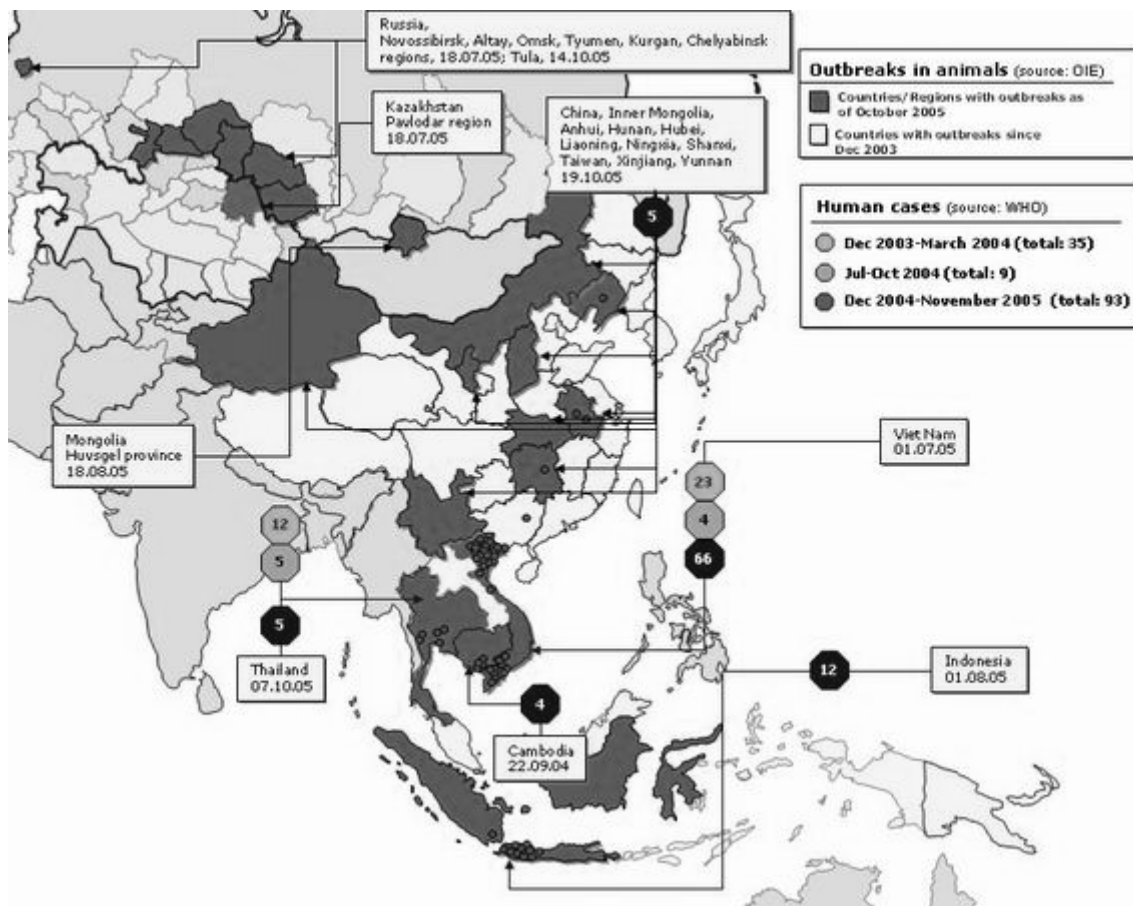 Russia,
Novossibirsk, Altay, Omsk, Tyumen, Kurgan, Chelyabinsk
regions, 18.07.05; Tula, 14.10.05
Kazakhstan
Pavlodar region
18.07.05
China, Inner Mongolia,
Anhui, Hunan, Hubei,
Liaoning, Ningxia, Shanxi,
Taiwan, Xinjiang, Yunnan
19.10.05
Outbreaks in animals (source: OIE)
Countries/Regions with outbreaks as
of October 2005
Countries with outbreaks since
Dec 2003
Human cases (source: WHO)
Dec 2003-March 2004 (total: 35)
Jul-Oct 2004 (total: 9)
Dec 2004-November 2005 (total: 93)
5
Mongolia
Huvsgel province
18.08.05
Viet Nam
01.07.05
23
4
66
12
5
5
Thailand
07.10.05
4
Cambodia
22.09.04
12
Indonesia
01.08.05